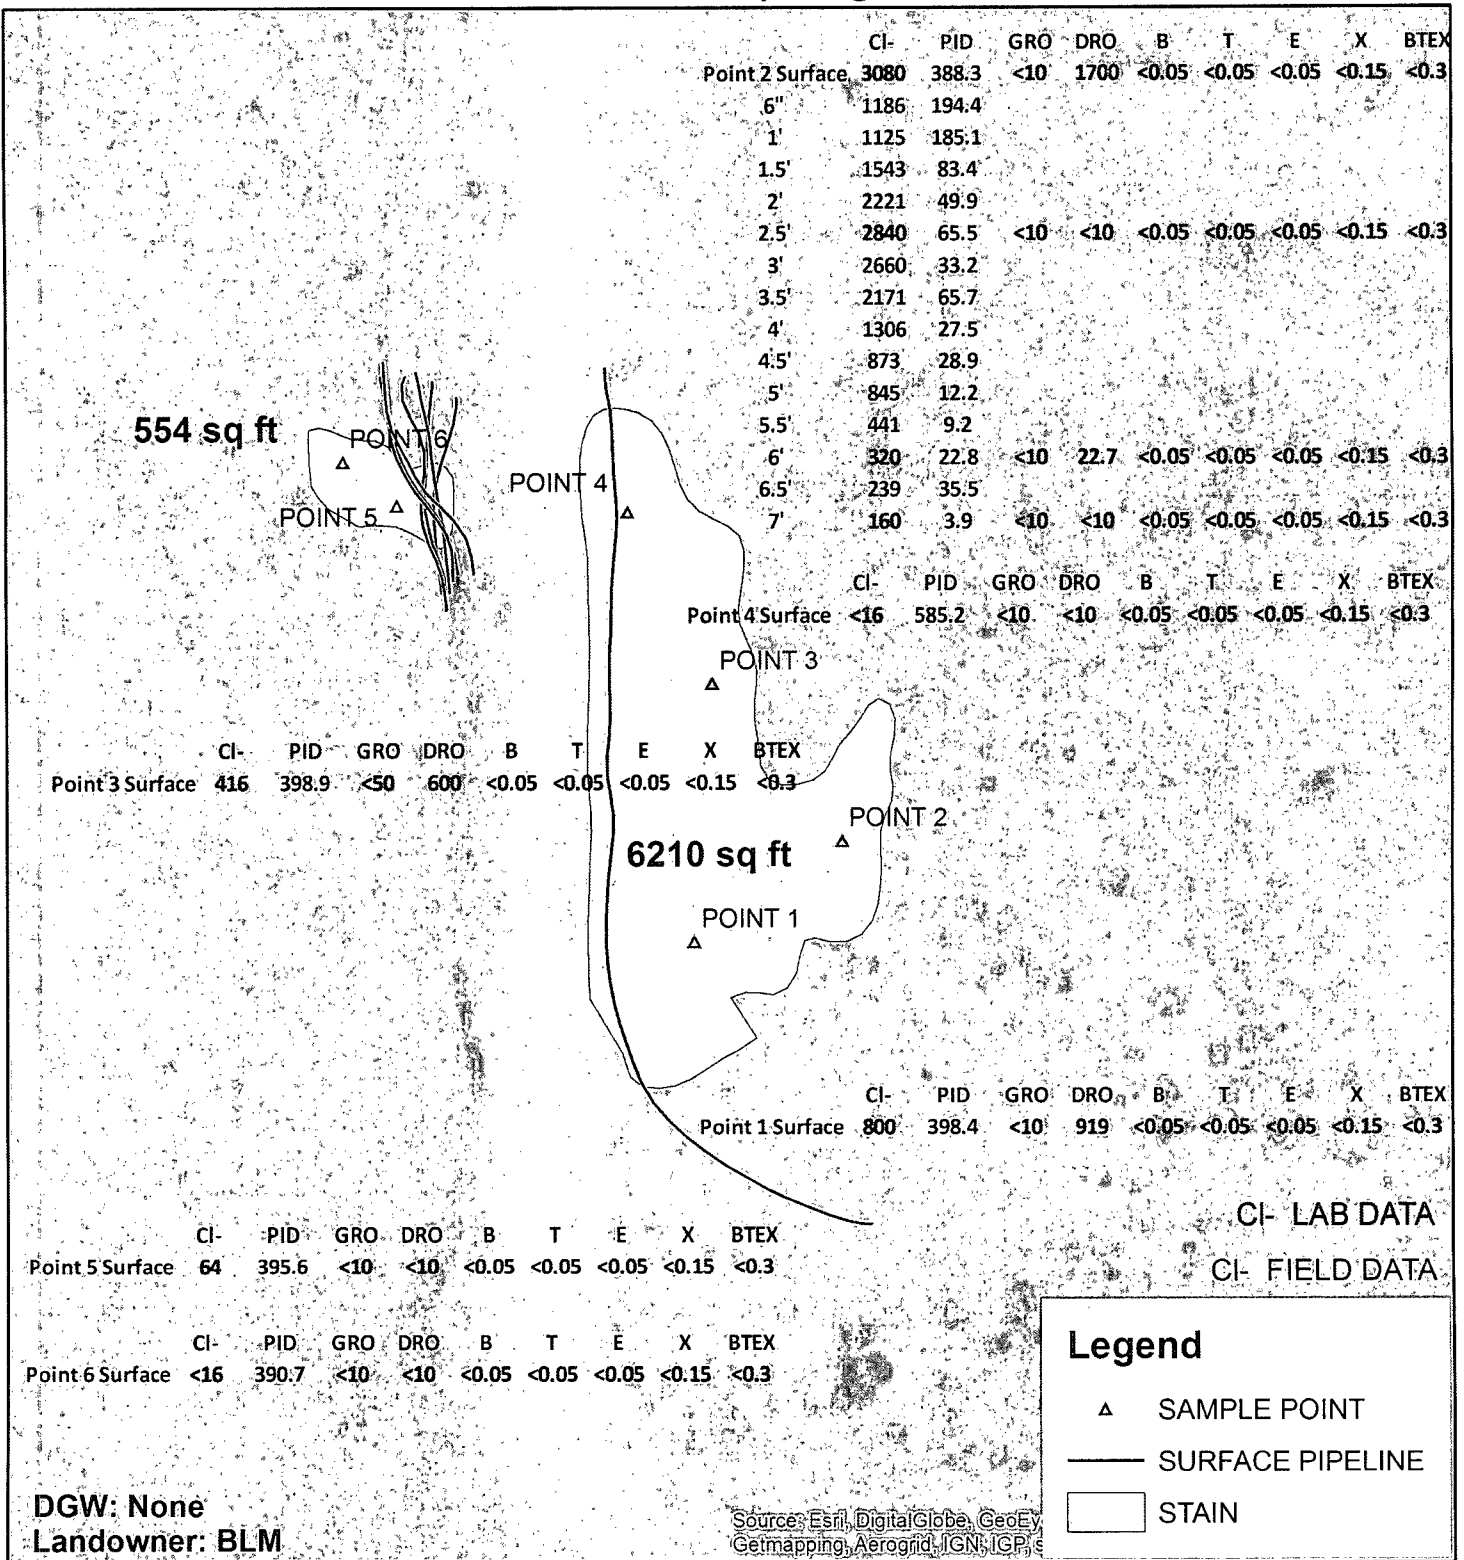 Cl- PID GRO DRO B T E X BTEX
Point 2 Surface 3080 388.3 <10 1700 <0.05 <0.05 <0.05 <0.15 <0.3
6" 1186 194.4
1' 1125 185.1
1.5' 1543 83.4
2' 2221 49.9
2.5' 2840 65.5 <10 <10 <0.05 <0.05 <0.05 <0.15 <0.3
3' 2660 33.2
3.5' 2171 65.7
4' 1306 27.5
4.5' 873 28.9
5' 845 12.2
5.5' 441 9.2
6' 320 22.8 <10 22.7 <0.05 <0.05 <0.05 <0.15 <0.3
6.5' 239 35.5
7' 160 3.9 <10 <10 <0.05 <0.05 <0.05 <0.15 <0.3
554 sq ft
POINT 6
POINT 5
POINT 4
Cl- PID GRO DRO B T E X BTEX
Point 4 Surface <16 585.2 <10 <10 <0.05 <0.05 <0.05 <0.15 <0.3
POINT 3
Cl- PID GRO DRO B T E X BTEX
Point 3 Surface 416 398.9 <50 600 <0.05 <0.05 <0.05 <0.15 <0.3
POINT 2
6210 sq ft
POINT 1
Cl- PID GRO DRO B T E X BTEX
Point 1 Surface 800 398.4 <10 919 <0.05 <0.05 <0.05 <0.15 <0.3
Cl- LAB DATA
Cl- FIELD DATA
Cl- PID GRO DRO B T E X BTEX
Point 5 Surface 64 395.6 <10 <10 <0.05 <0.05 <0.05 <0.15 <0.3
Cl- PID GRO DRO B T E X BTEX
Point 6 Surface <16 390.7 <10 <10 <0.05 <0.05 <0.05 <0.15 <0.3
Legend
SAMPLE POINT
SURFACE PIPELINE
STAIN
DGW: None
Landowner: BLM
Source: Esri, DigitalGlobe, GeoEy
Getmapping, Aerogrid, IGN, IGP, s